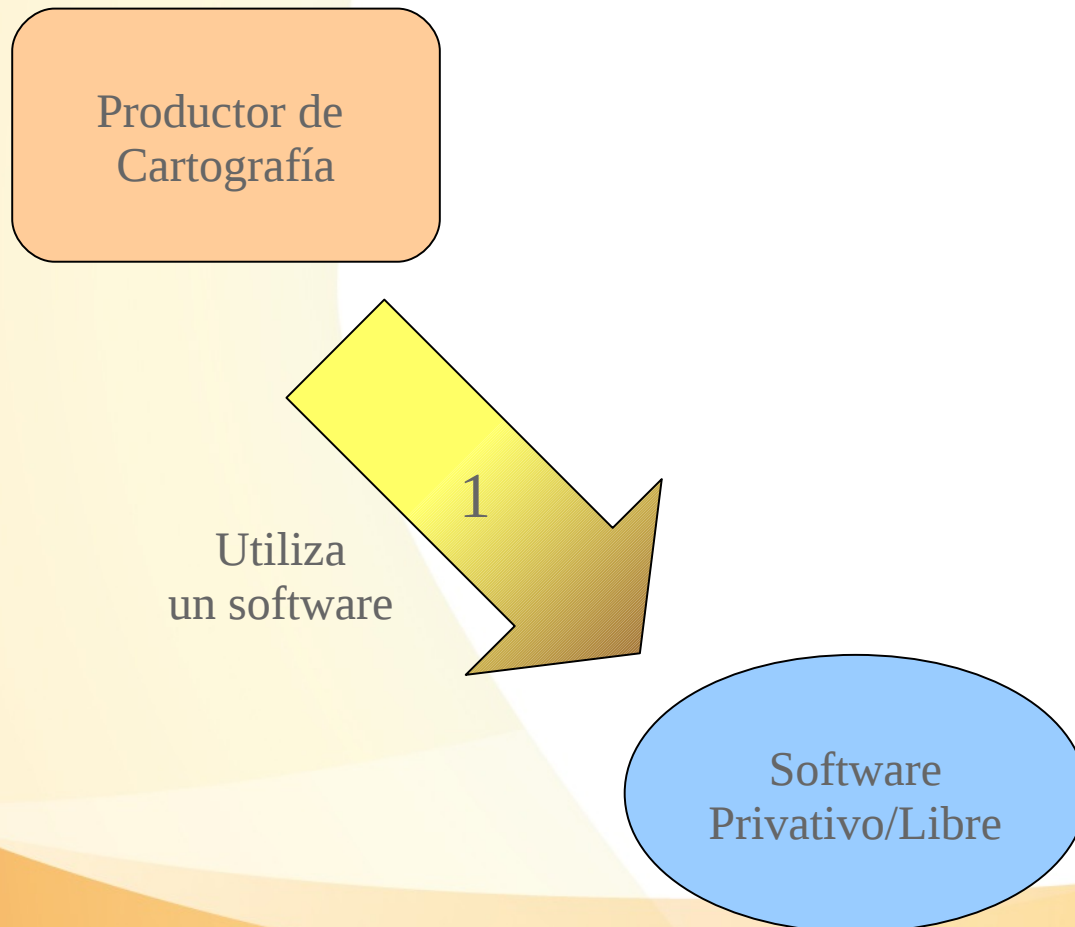 Productor de
Cartografía
1
Utiliza
un software
Software
Privativo/Libre